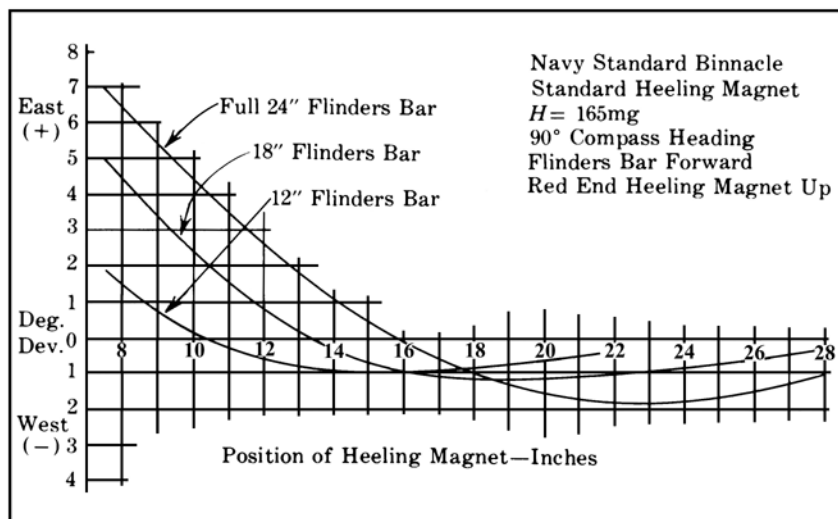 8
7
East
(+)
6
5
4
3
2
1
Deg.
0
Dev.
1
2
West
(−)
3
4
Full 24″ Flinders Bar
18″ Flinders Bar
12″ Flinders Bar
Navy Standard Binnacle
Standard Heeling Magnet
H= 165mg
90° Compass Heading
Flinders Bar Forward
Red End Heeling Magnet Up
8 10 12 14 16 18 20 22 24 26 28
Position of Heeling Magnet—Inches